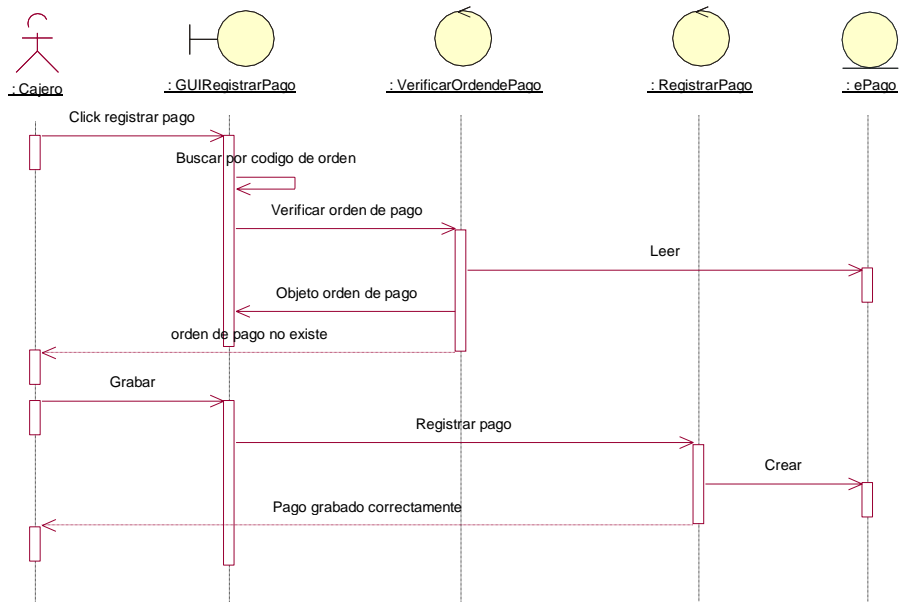 : Cajero
: GUIRegistrarPago
: VerificarOrdendePago
: RegistrarPago
: ePago
Click registrar pago
Buscar por codigo de orden
Verificar orden de pago
Leer
Objeto orden de pago
orden de pago no existe
Grabar
Registrar pago
Crear
Pago grabado correctamente